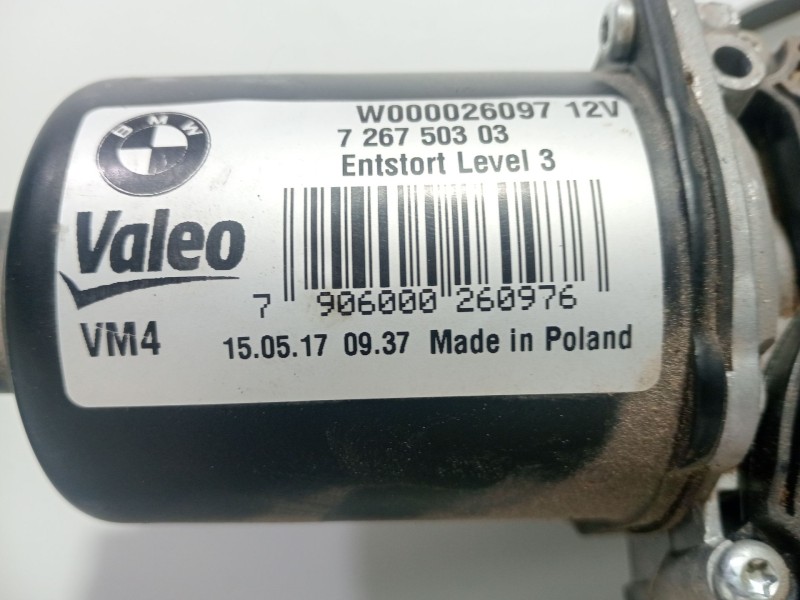 BMW
W000026097 12V
7 267 503 03
Entstort Level 3
Valeo
7 906000 260976
VM4
15.05.17 09.37 Made in Poland